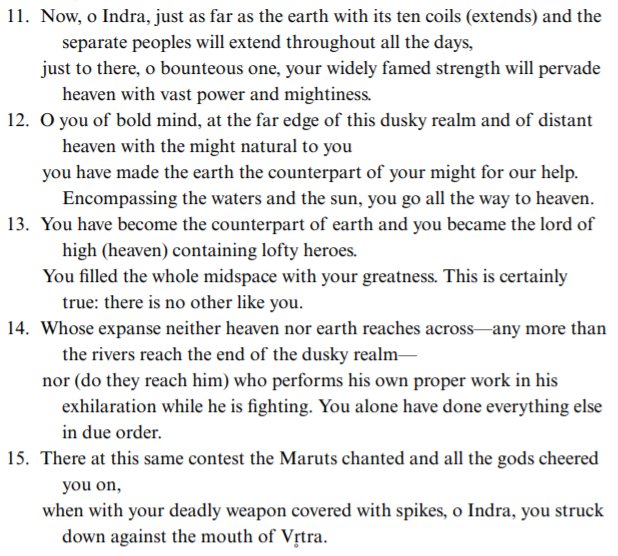 11. Now, o Indra, just as far as the earth with its ten coils (extends) and the
separate peoples will extend throughout all the days,
just to there, o bounteous one, your widely famed strength will pervade
heaven with vast power and mightiness.
12. O you of bold mind, at the far edge of this dusky realm and of distant
heaven with the might natural to you
you have made the earth the counterpart of your might for our help.
Encompassing the waters and the sun, you go all the way to heaven.
13. You have become the counterpart of earth and you became the lord of
high (heaven) containing lofty heroes.
You filled the whole midspace with your greatness. This is certainly
true: there is no other like you.
14. Whose expanse neither heaven nor earth reaches across—any more than
the rivers reach the end of the dusky realm—
nor (do they reach him) who performs his own proper work in his
exhilaration while he is fighting. You alone have done everything else
in due order.
15. There at this same contest the Maruts chanted and all the gods cheered
you on,
when with your deadly weapon covered with spikes, o Indra, you struck
down against the mouth of Vr̥tra.